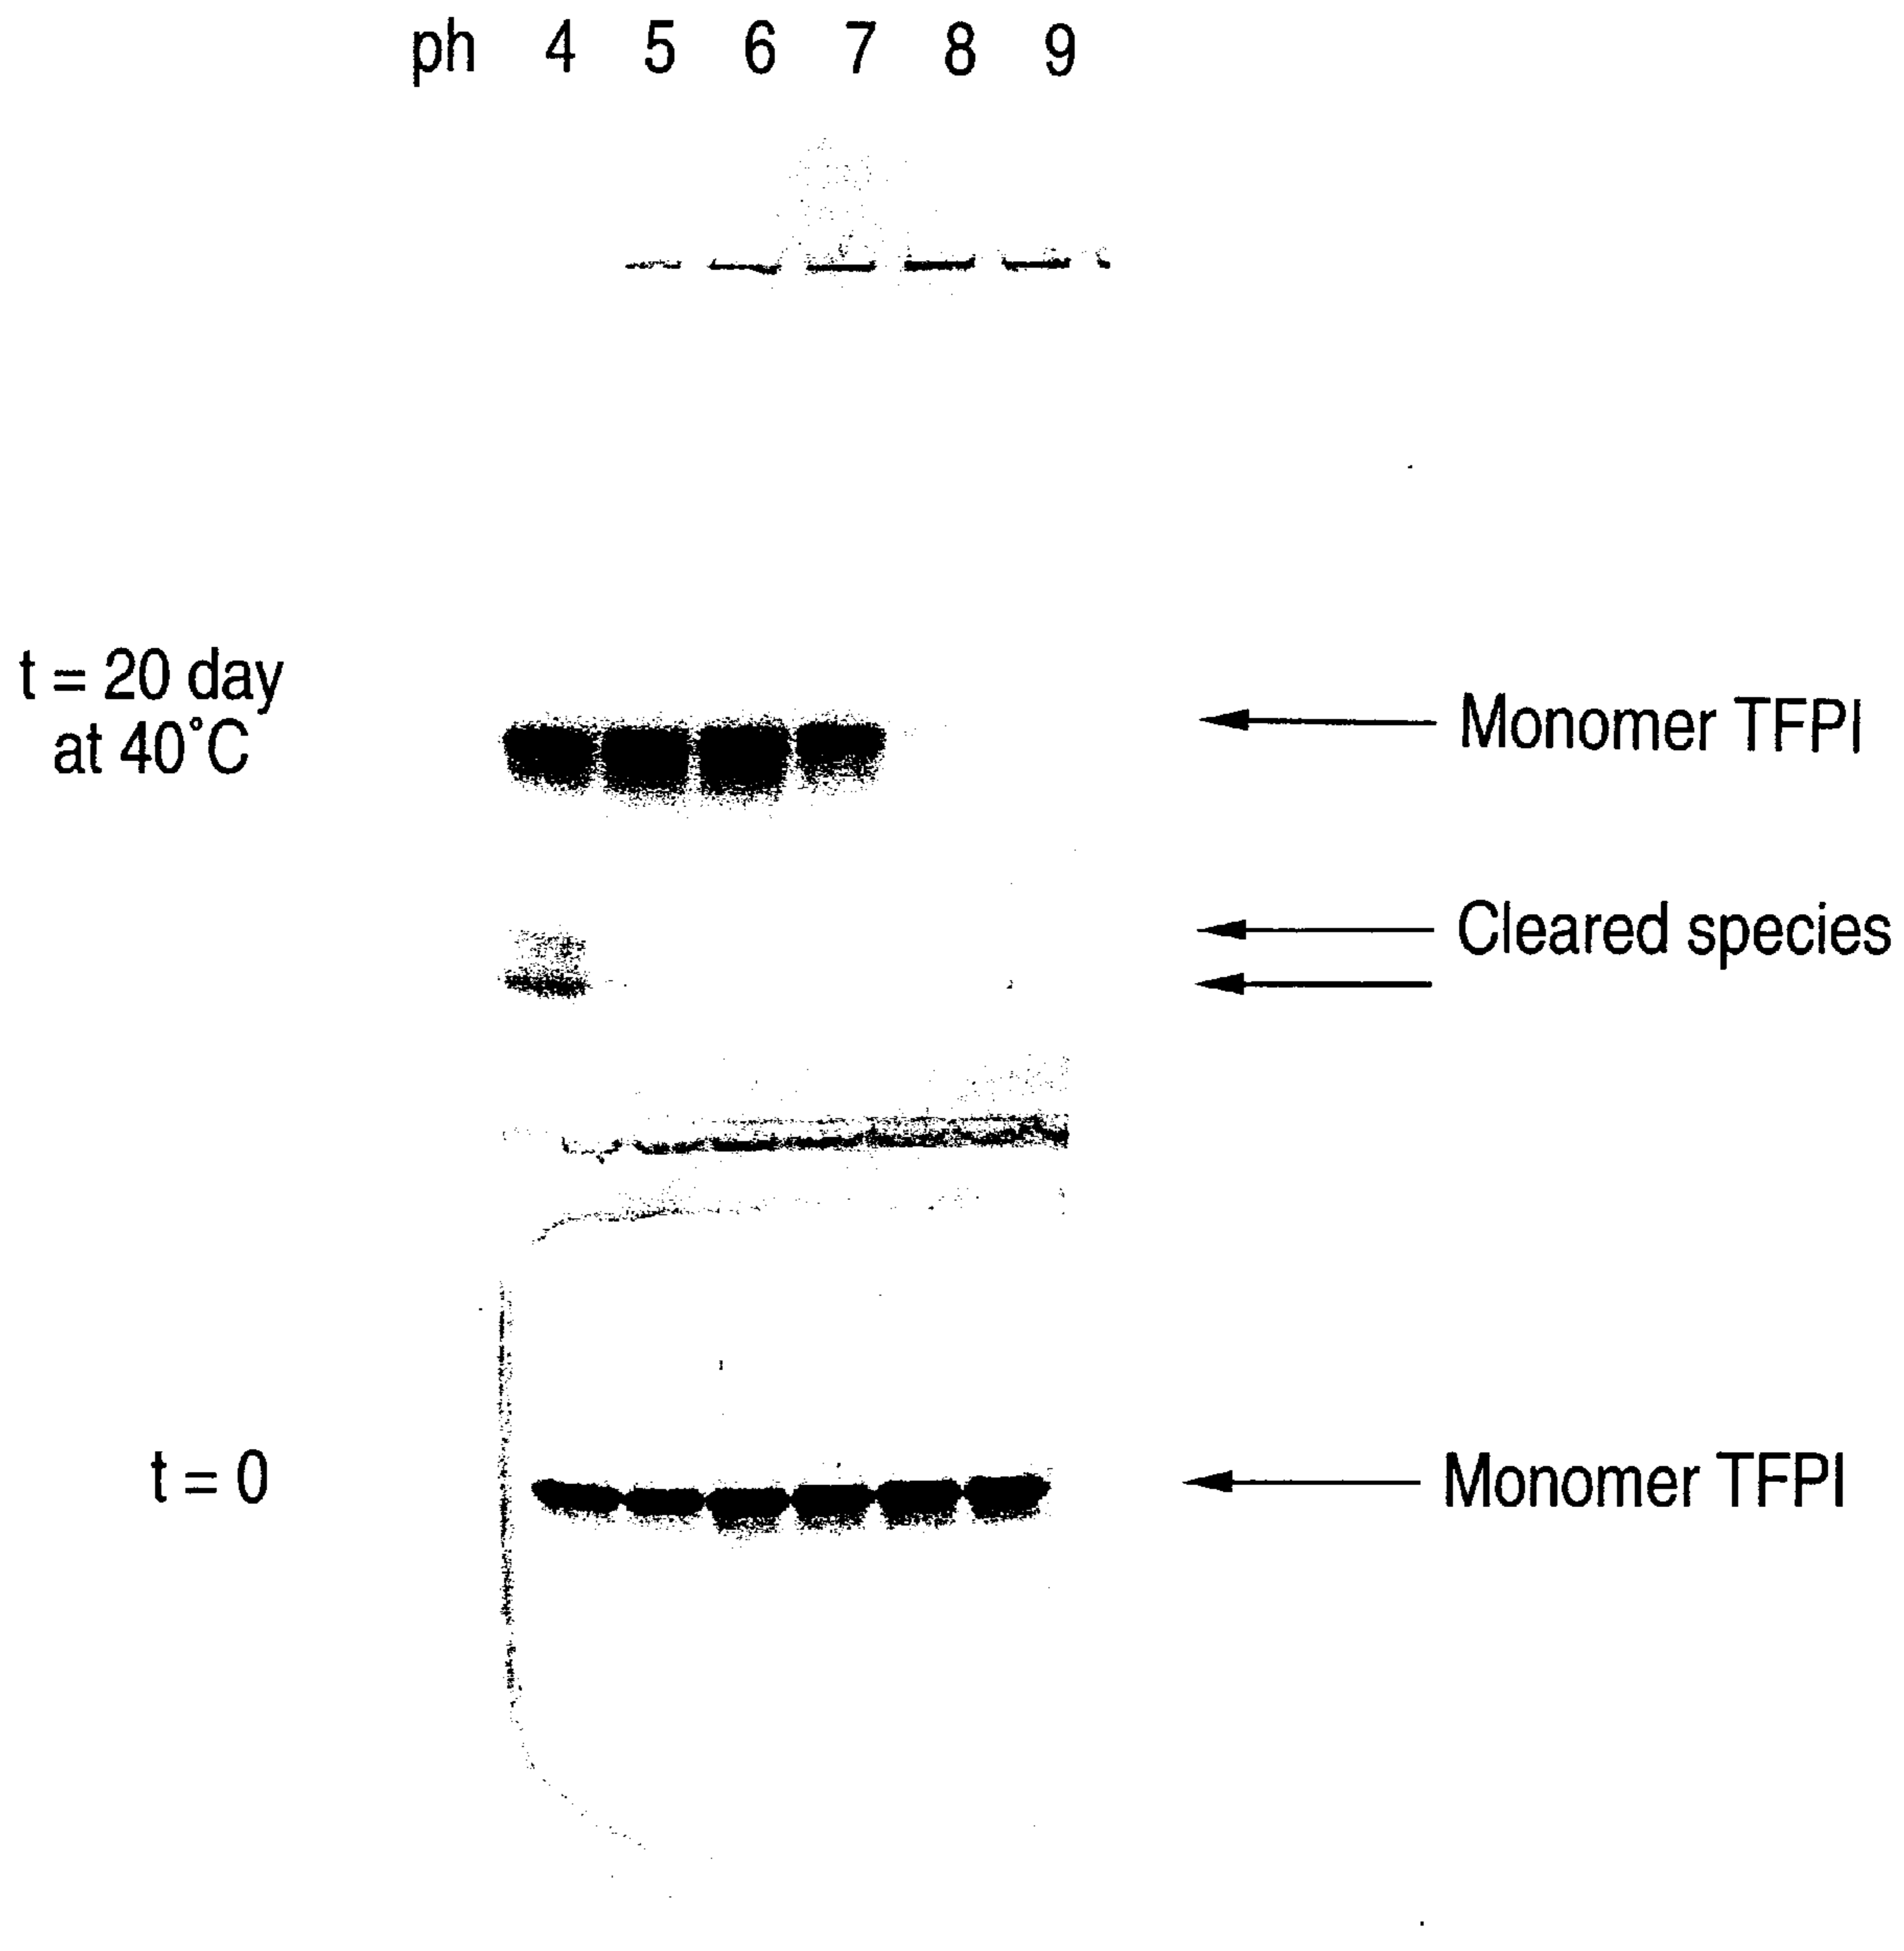 ph 4 5 6 7 8 9
t = 20 day
at 40°C
Monomer TFPI
Cleared species
t = 0
Monomer TFPI